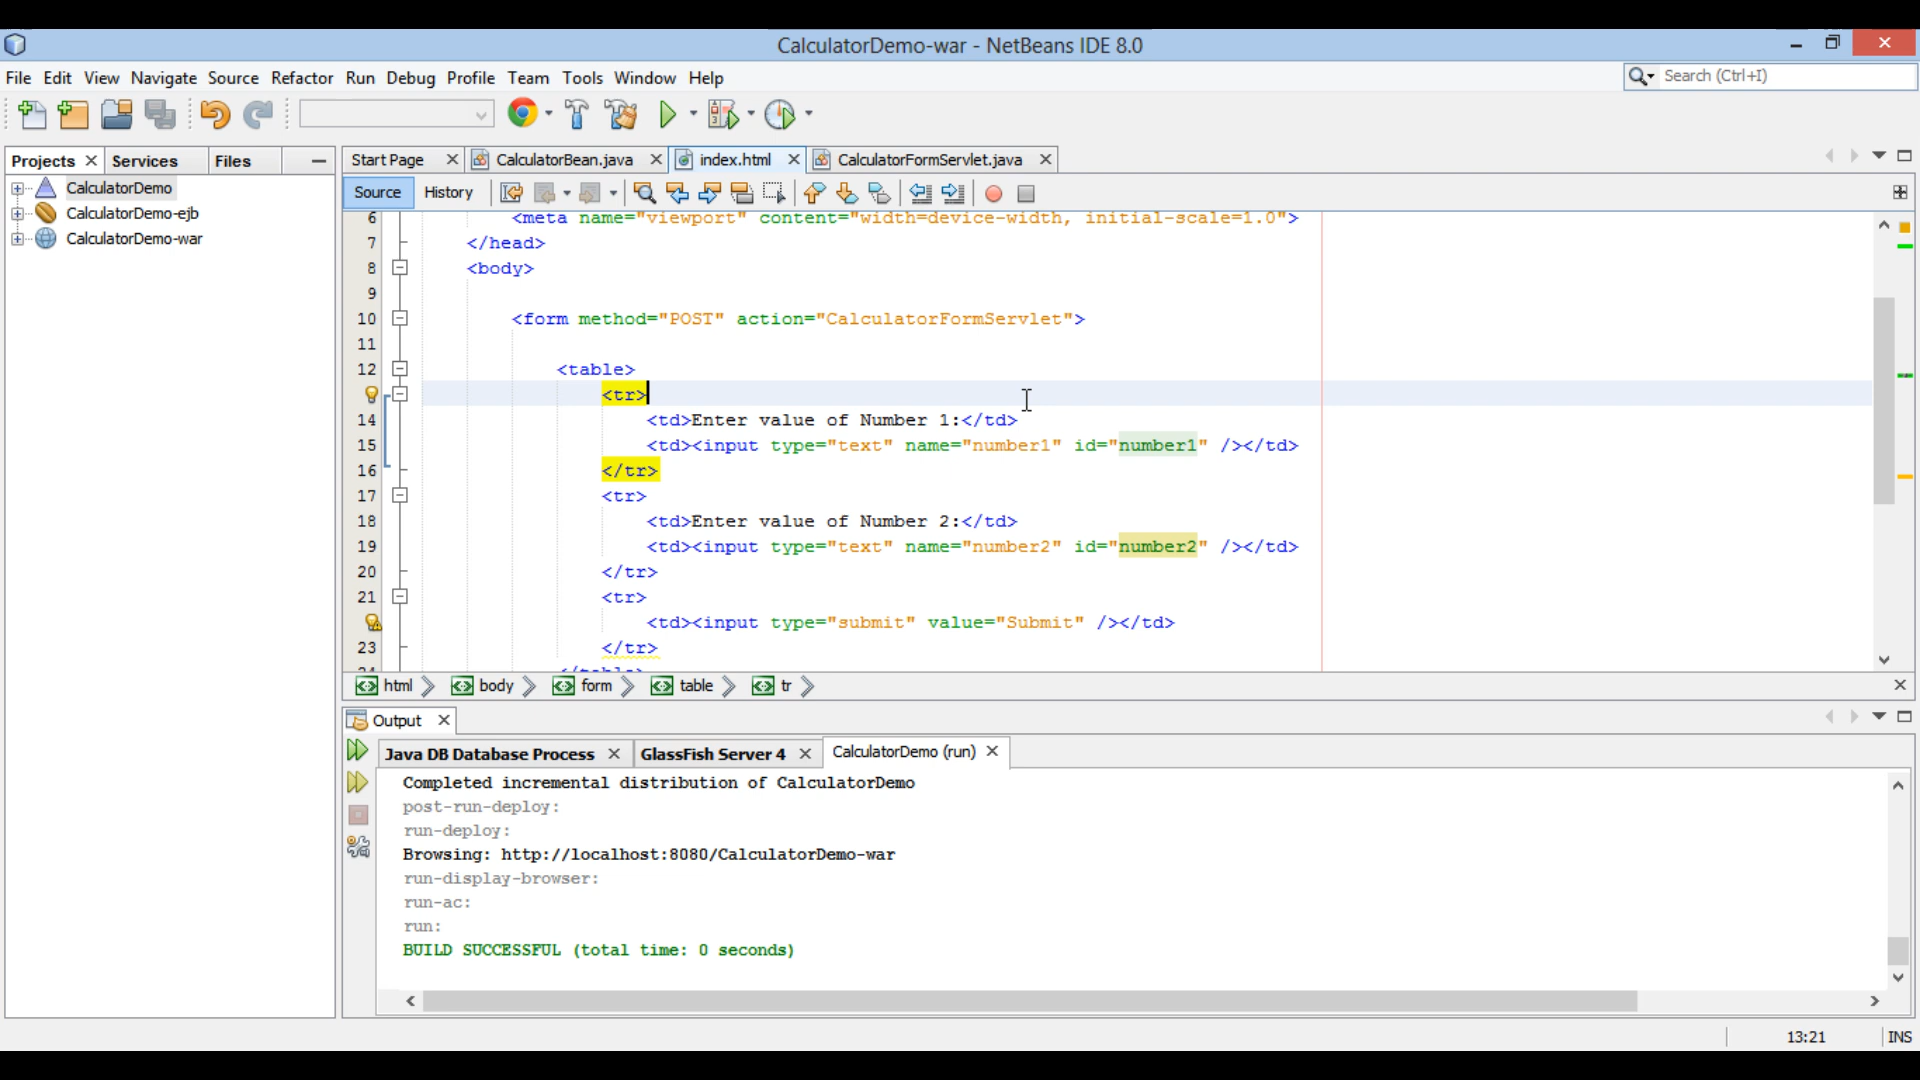 CalculatorDemo-war - NetBeans IDE 8.0
File Edit View Navigate Source Refactor Run Debug Profile Team Tools Window Help
Search (Ctrl+I)
Projects Services Files
Start Page CalculatorBean.java index.html CalculatorFormServlet.java
CalculatorDemo
CalculatorDemo-ejb
CalculatorDemo-war
Source History
6 <meta name="viewport" content="width=device-width, initial-scale=1.0">
7 </head>
8 <body>
9
10 <form method="POST" action="CalculatorFormServlet">
11
12 <table>
<tr>
14 <td>Enter value of Number 1:</td>
15 <td><input type="text" name="number1" id="number1" /></td>
16 </tr>
17 <tr>
18 <td>Enter value of Number 2:</td>
19 <td><input type="text" name="number2" id="number2" /></td>
20 </tr>
21 <tr>
<td><input type="submit" value="Submit" /></td>
23 </tr>
24 </table>
html body form table tr
Output
Java DB Database Process GlassFish Server 4 CalculatorDemo (run)
Completed incremental distribution of CalculatorDemo
post-run-deploy:
run-deploy:
Browsing: http://localhost:8080/CalculatorDemo-war
run-display-browser:
run-ac:
run:
BUILD SUCCESSFUL (total time: 0 seconds)
13:21 INS